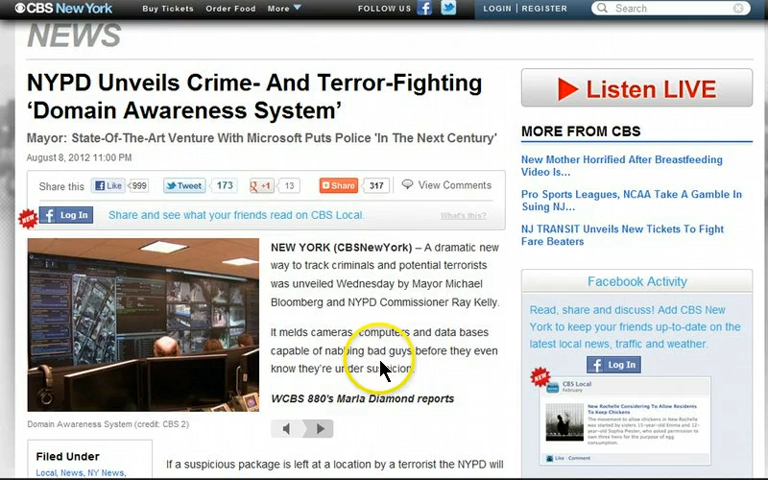 CBS New York
Buy Tickets Order Food More
FOLLOW US
LOGIN | REGISTER
Search
NEWS
NYPD Unveils Crime- And Terror-Fighting
‘Domain Awareness System’
Mayor: State-Of-The-Art Venture With Microsoft Puts Police 'In The Next Century'
August 8, 2012 11:00 PM
Share this Like 999 Tweet 173 +1 13 Share 317 View Comments
NEW Log In Share and see what your friends read on CBS Local. What's this?
NEW YORK (CBSNewYork) – A dramatic new
way to track criminals and potential terrorists
was unveiled Wednesday by Mayor Michael
Bloomberg and NYPD Commissioner Ray Kelly.
It melds cameras, computers and data bases
capable of nabbing bad guys before they even
know they're under suspicion.
WCBS 880's Marla Diamond reports
Domain Awareness System (credit: CBS 2)
Filed Under
Local, News, NY News,
If a suspicious package is left at a location by a terrorist the NYPD will
Listen LIVE
MORE FROM CBS
New Mother Horrified After Breastfeeding
Video Is...
Pro Sports Leagues, NCAA Take A Gamble In
Suing NJ...
NJ TRANSIT Unveils New Tickets To Fight
Fare Beaters
Facebook Activity
Read, share and discuss! Add CBS New
York to keep your friends up-to-date on the
latest local news, traffic and weather.
Log In
NEW
CBS Local
February
New Rochelle Considering To Allow Residents
To Keep Chickens
Like · Comment